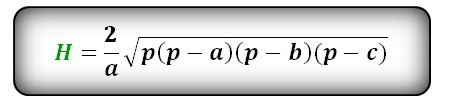 H = 2/a √p(p − a)(p − b)(p − c)